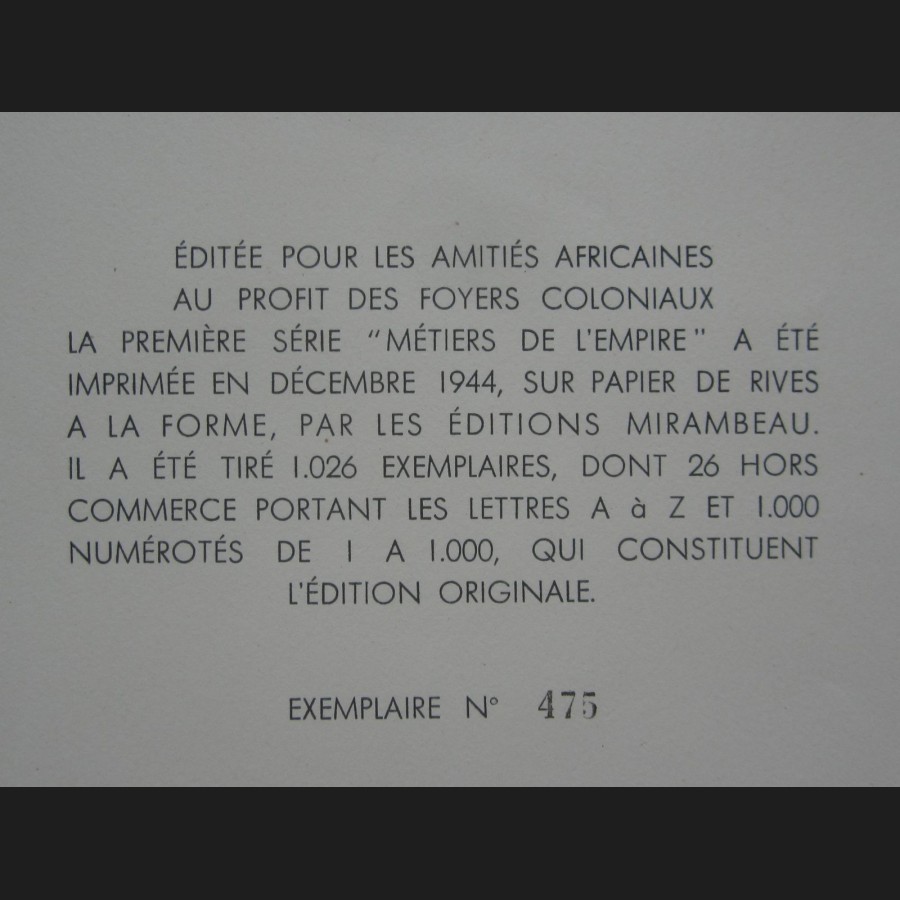 ÉDITÉE POUR LES AMITIÉS AFRICAINES
AU PROFIT DES FOYERS COLONIAUX
LA PREMIÈRE SÉRIE "MÉTIERS DE L'EMPIRE" A ÉTÉ
IMPRIMÉE EN DÉCEMBRE 1944, SUR PAPIER DE RIVES
A LA FORME, PAR LES ÉDITIONS MIRAMBEAU.
IL A ÉTÉ TIRÉ 1.026 EXEMPLAIRES, DONT 26 HORS
COMMERCE PORTANT LES LETTRES A à Z ET 1.000
NUMÉROTÉS DE 1 A 1.000, QUI CONSTITUENT
L'ÉDITION ORIGINALE.
EXEMPLAIRE N° 475